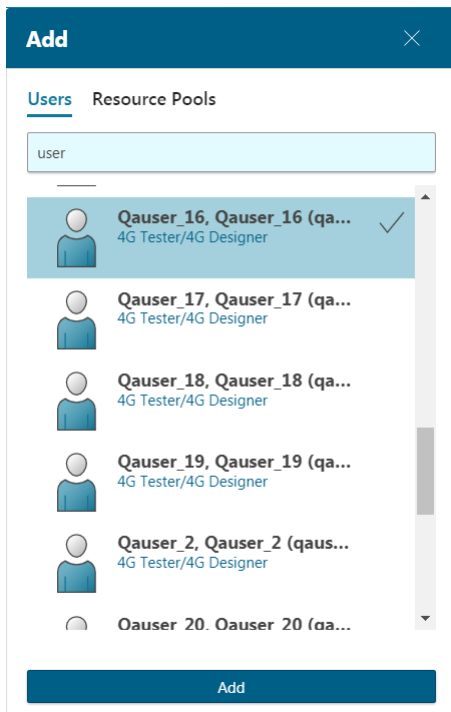 Add
Users Resource Pools
user
Qauser_16, Qauser_16 (qa...
4G Tester/4G Designer
Qauser_17, Qauser_17 (qa...
4G Tester/4G Designer
Qauser_18, Qauser_18 (qa...
4G Tester/4G Designer
Qauser_19, Qauser_19 (qa...
4G Tester/4G Designer
Qauser_2, Qauser_2 (qaus...
4G Tester/4G Designer
Qauser_20, Qauser_20 (qa...
Add